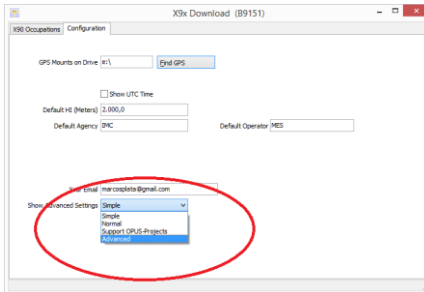 X9x Download (B9151)
X90 Occupations Configuration
GPS Mounts on Drive e:\ Find GPS
Show UTC Time
Default HI (Meters) 2.000,0
Default Agency IMC Default Operator MES
Email marcosplata@gmail.com
Show Advanced Settings Simple
Simple
Normal
Support OPUS-Projects
Advanced